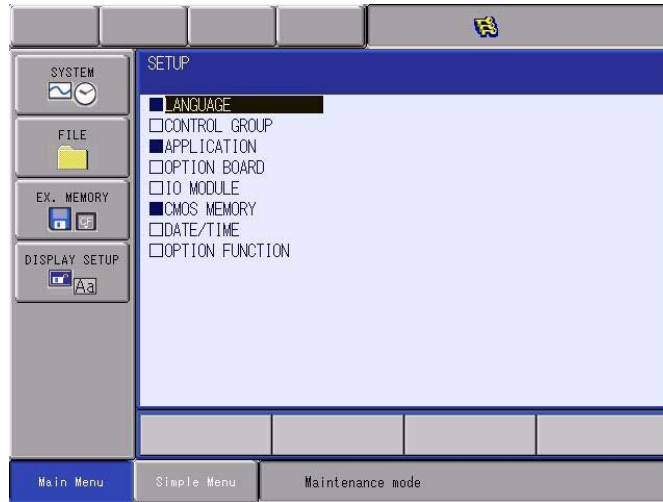 SYSTEM
FILE
EX. MEMORY
CF
DISPLAY SETUP
Aa
SETUP
LANGUAGE
CONTROL GROUP
APPLICATION
OPTION BOARD
IO MODULE
CMOS MEMORY
DATE/TIME
OPTION FUNCTION
Main Menu
Simple Menu
Maintenance mode